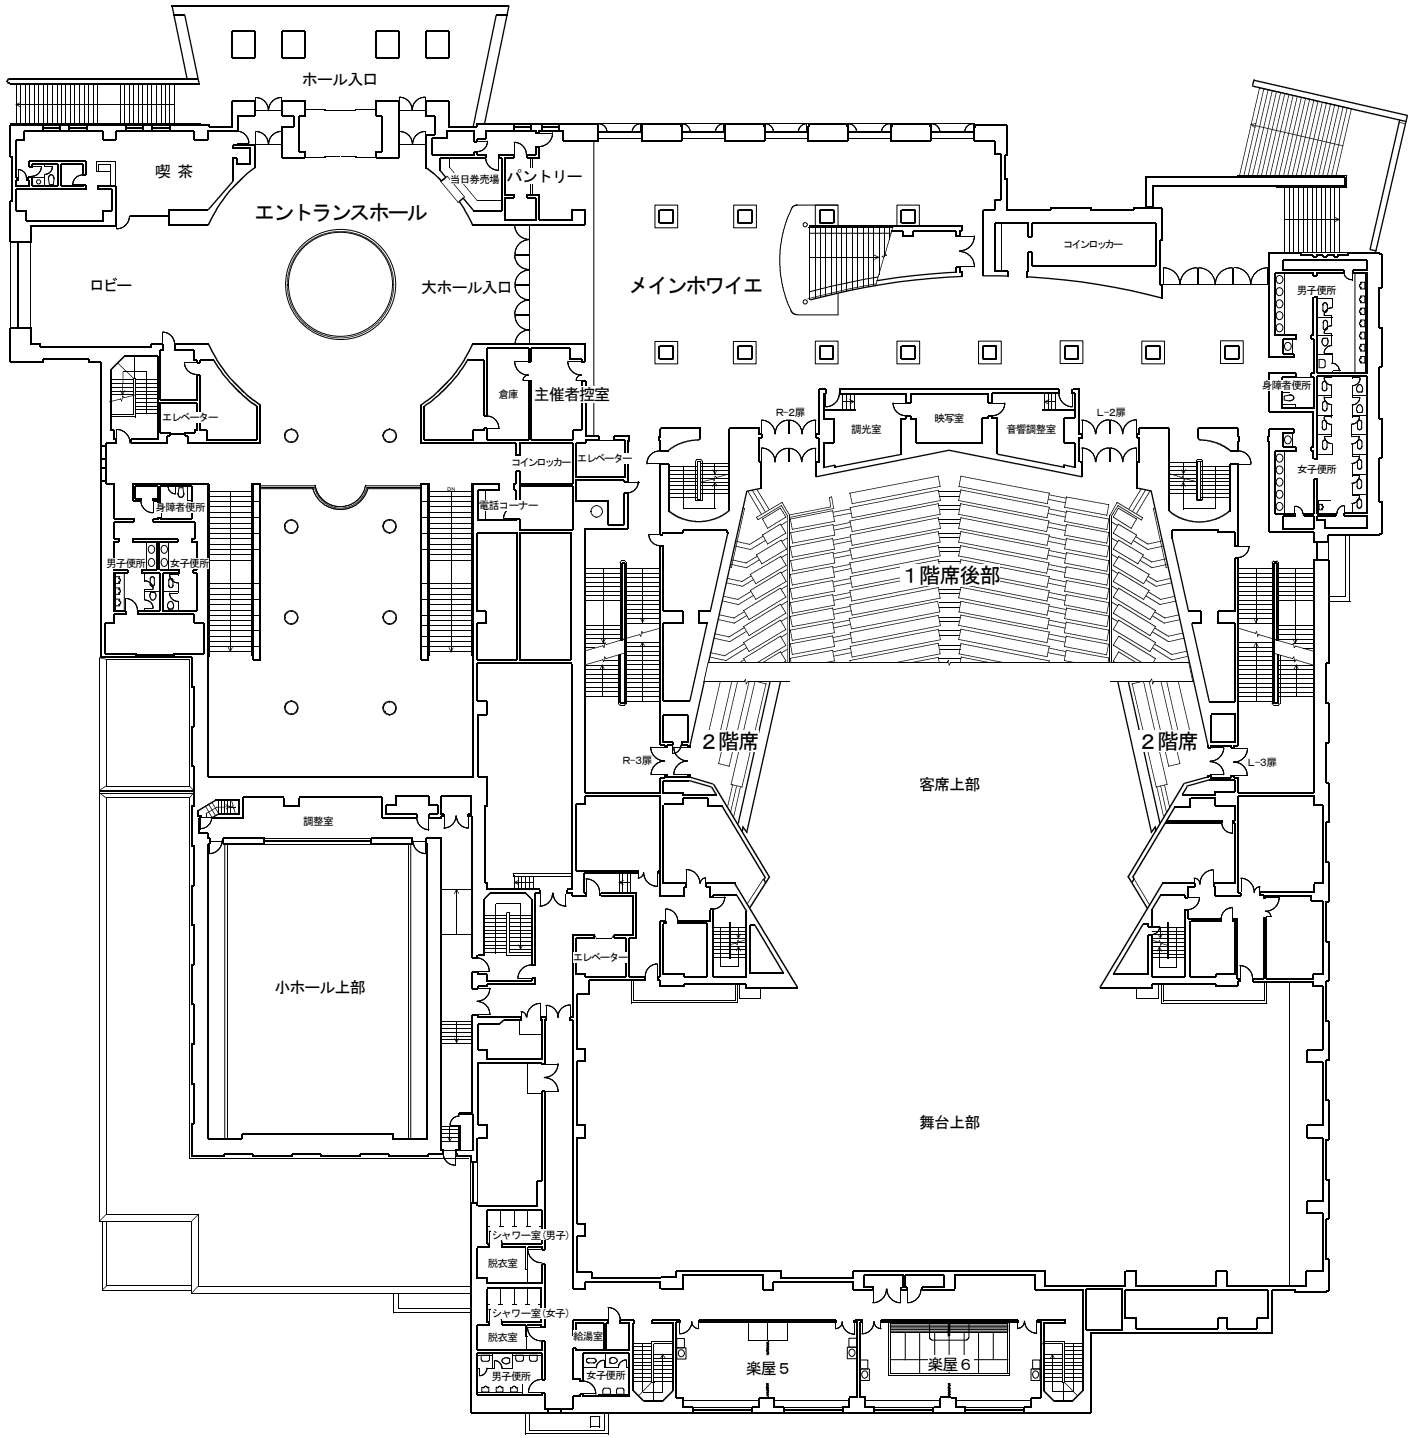 ホール入口
喫 茶
当日券売場
パントリー
エントランスホール
コインロッカー
ロビー
大ホール入口
メインホワイエ
男子便所
身障者便所
倉庫
主催者控室
エレベーター
R-2扉
L-2扉
調光室
映写室
音響調整室
コインロッカー
エレベーター
女子便所
DN
身障者便所
電話コーナー
男子便所
女子便所
1階席後部
2階席
2階席
R-3扉
L-3扉
客席上部
調整室
エレベーター
小ホール上部
舞台上部
シャワー室(男子)
脱衣室
シャワー室(女子)
脱衣室
給湯室
男子便所
女子便所
楽屋5
楽屋6